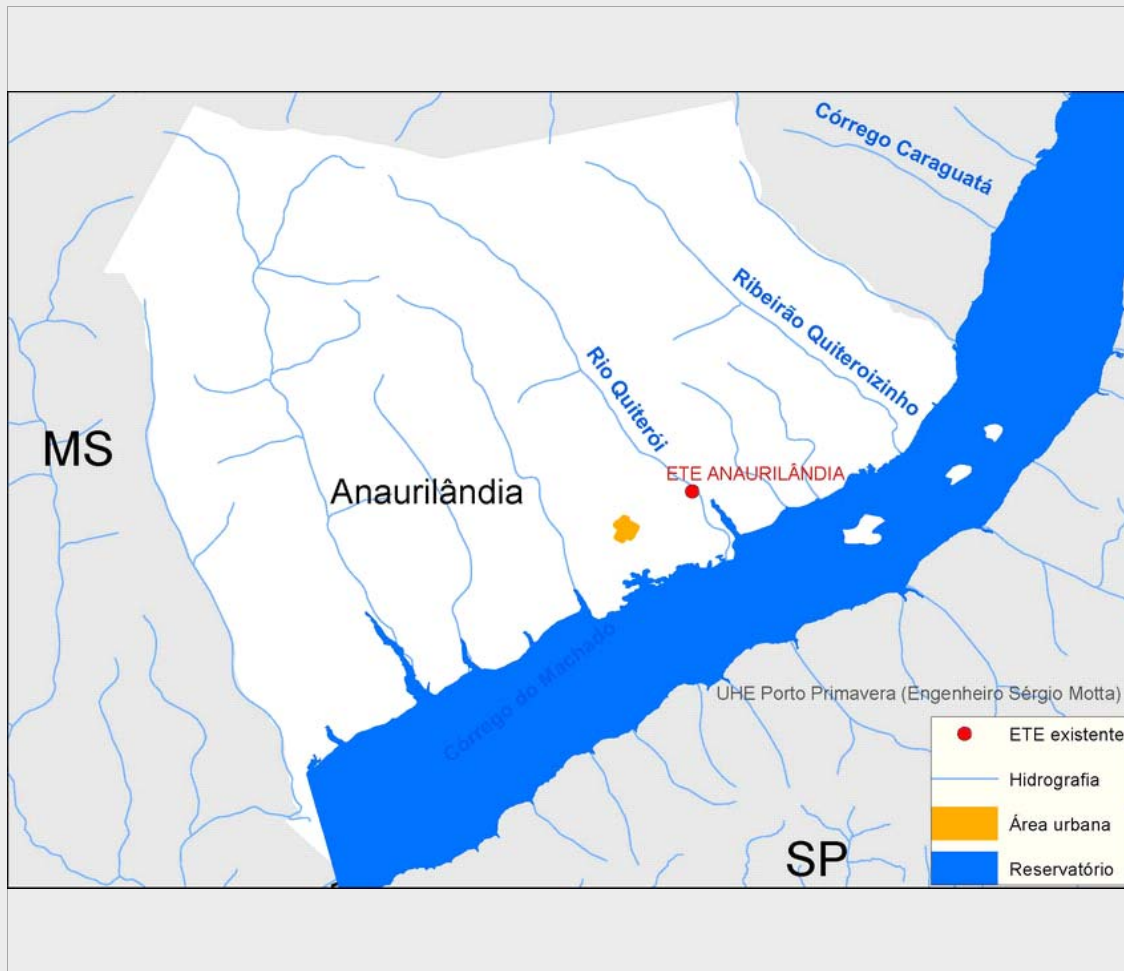 Córrego Caraguatá
Ribeirão Quiteroizinho
Rio Quiterói
MS
ETE ANAURILÂNDIA
Anaurilândia
Córrego do Machado
UHE Porto Primavera (Engenheiro Sérgio Motta)
ETE existente
Hidrografia
Área urbana
SP
Reservatório